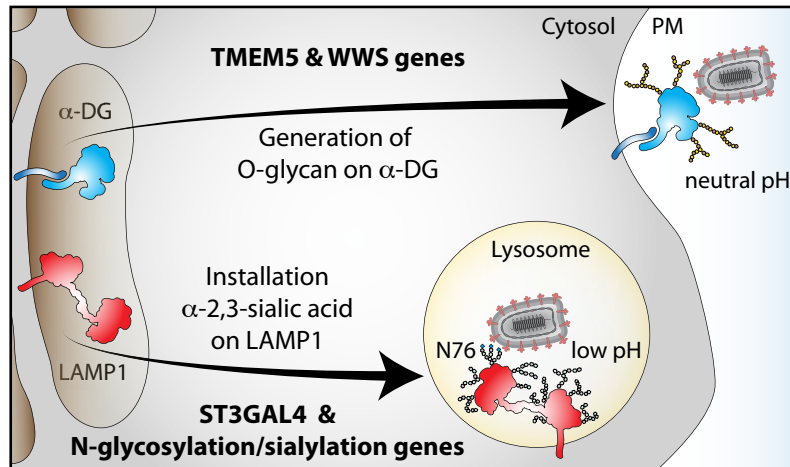 Cytosol
PM
TMEM5 & WWS genes
α-DG
Generation of
O-glycan on α-DG
neutral pH
Lysosome
Installation
α-2,3-sialic acid
on LAMP1
N76
low pH
LAMP1
ST3GAL4 &
N-glycosylation/sialylation genes